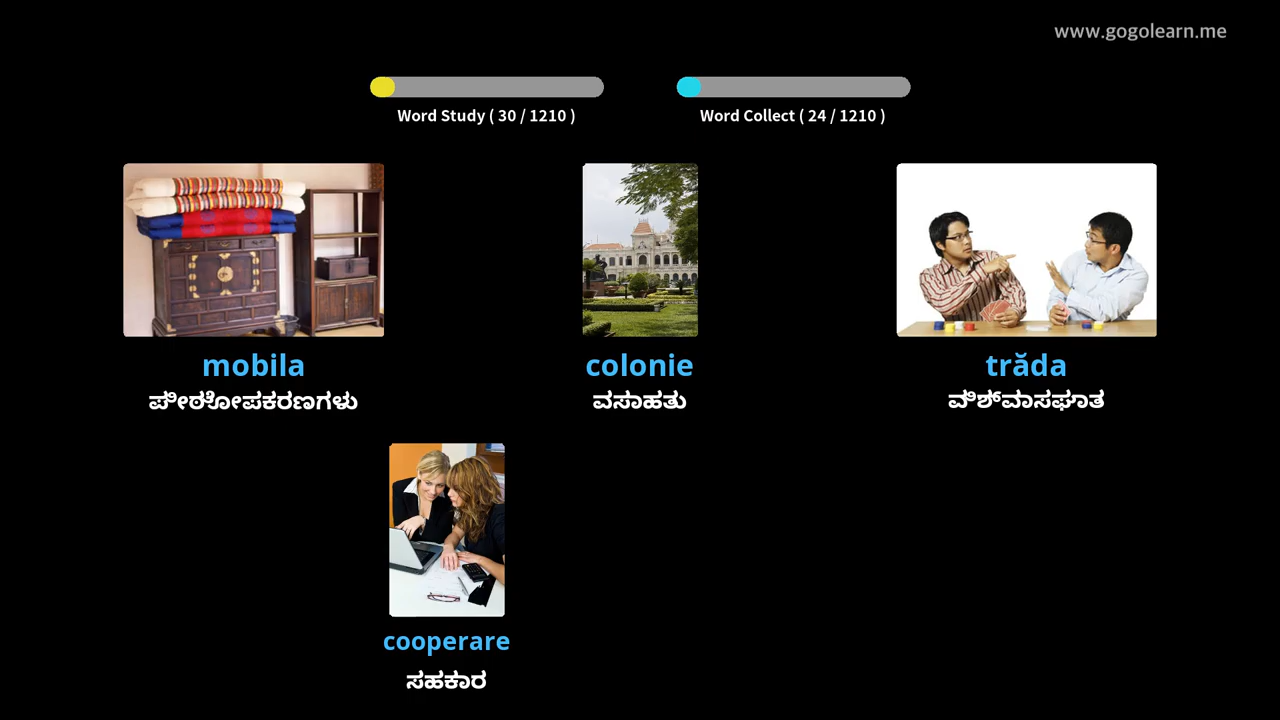 www.gogolearn.me
Word Study ( 30 / 1210 )
Word Collect ( 24 / 1210 )
mobila
ಪೀಠೋಪಕರಣಗಳು
colonie
ವಸಾಹತು
trăda
ವಿಶ್ವಾಸಘಾತ
cooperare
ಸಹಕಾರ